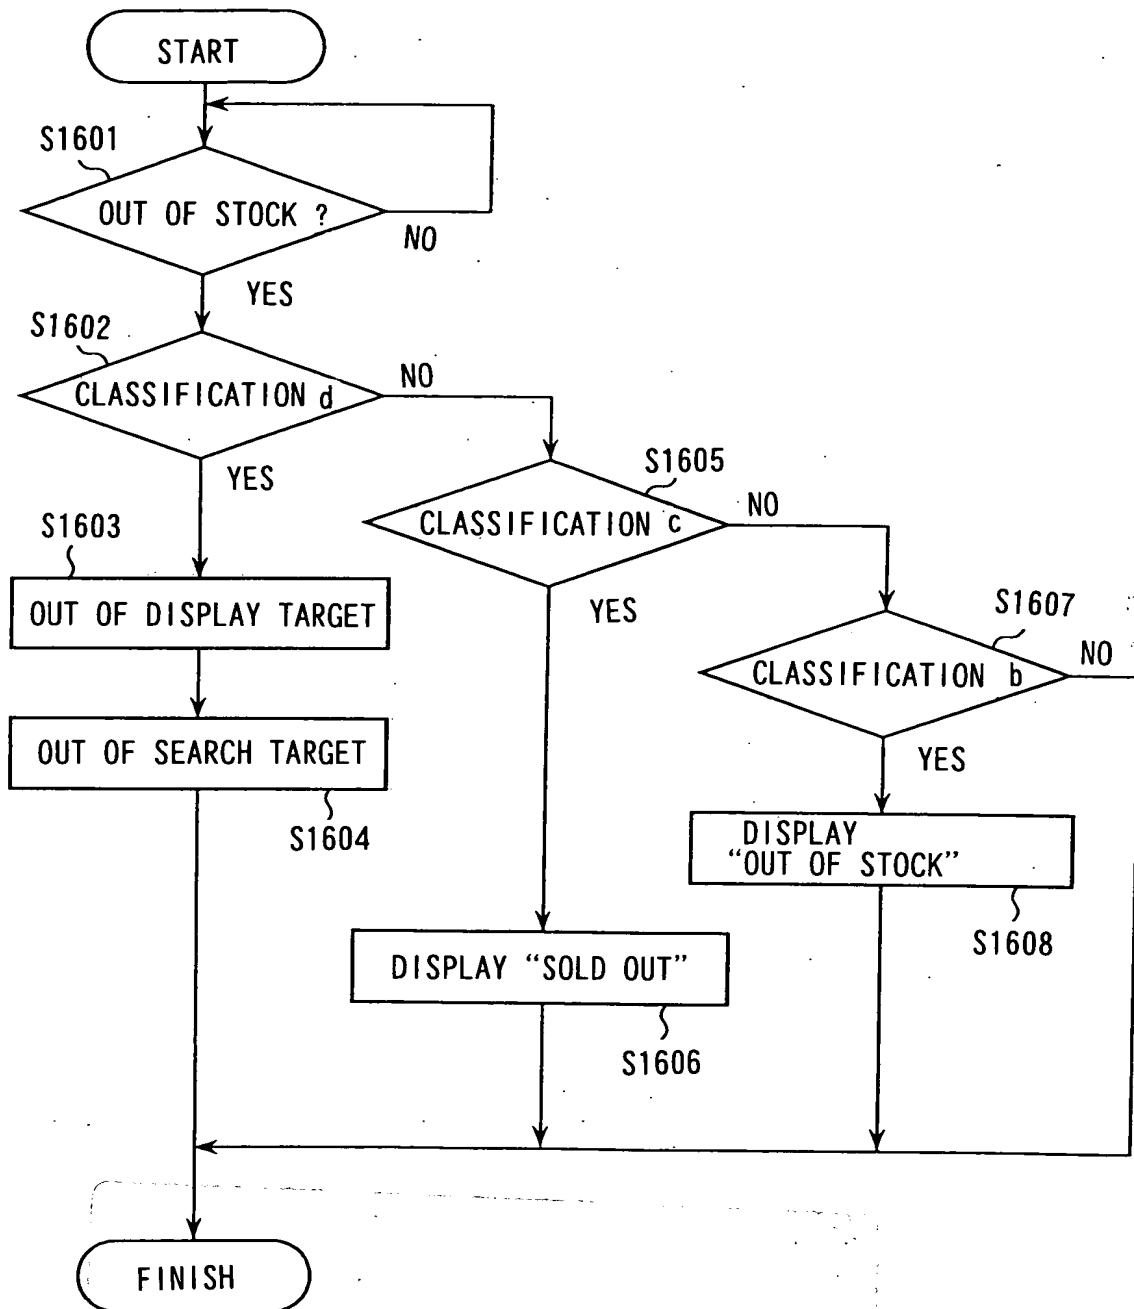 START
S1601
OUT OF STOCK ?
NO
YES
S1602
CLASSIFICATION d
NO
YES
S1605
CLASSIFICATION c
NO
YES
S1603
OUT OF DISPLAY TARGET
S1607
CLASSIFICATION b
NO
YES
OUT OF SEARCH TARGET
S1604
DISPLAY
“OUT OF STOCK”
S1608
DISPLAY “SOLD OUT”
S1606
FINISH